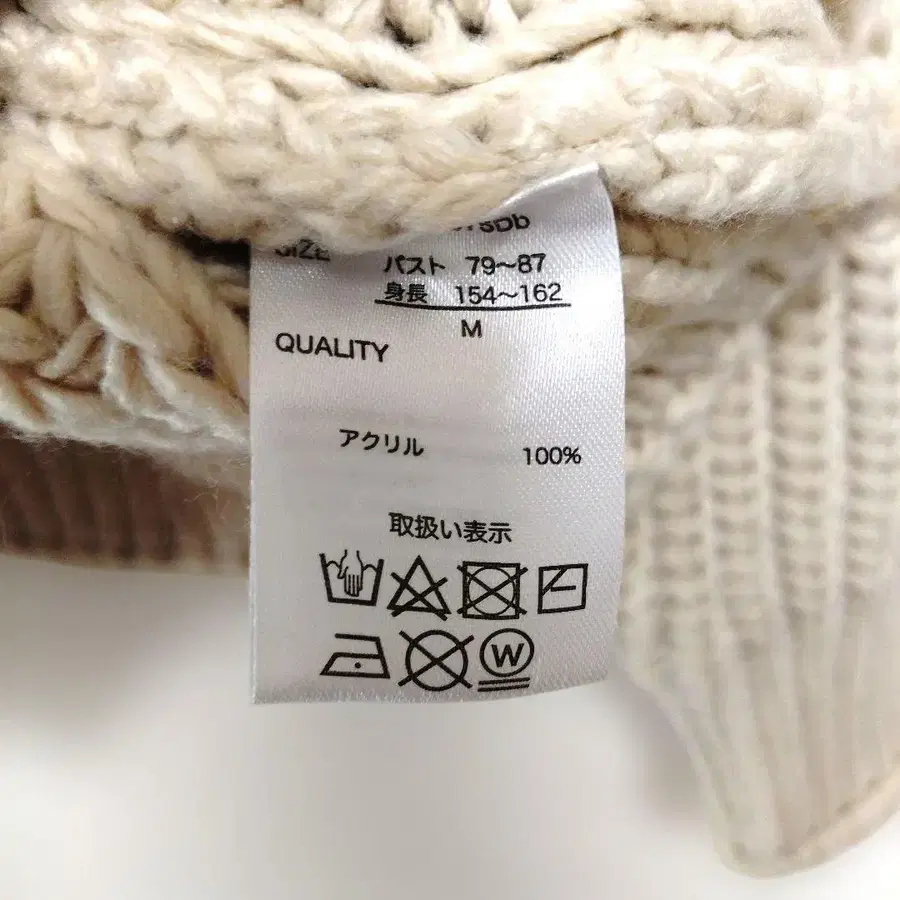 SIZE
バスト 79〜87
身長 154〜162
M
QUALITY
アクリル 100%
取扱い表示
W